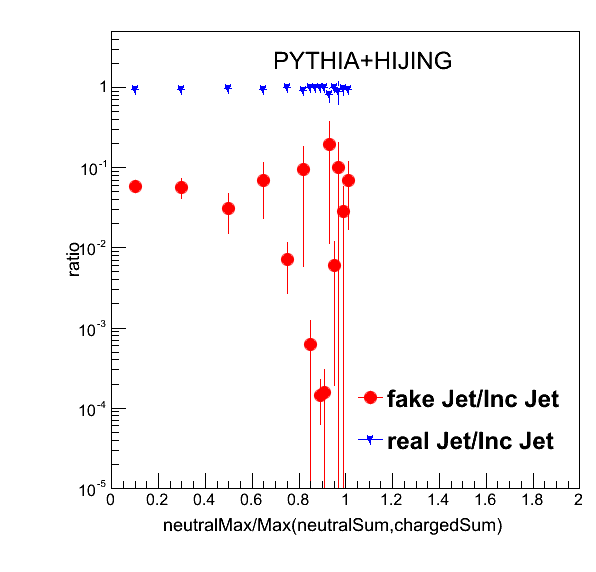 PYTHIA+HIJING
1
10⁻¹
10⁻²
10⁻³
10⁻⁴
10⁻⁵
ratio
fake Jet/Inc Jet
real Jet/Inc Jet
0 0.2 0.4 0.6 0.8 1 1.2 1.4 1.6 1.8 2
neutralMax/Max(neutralSum,chargedSum)